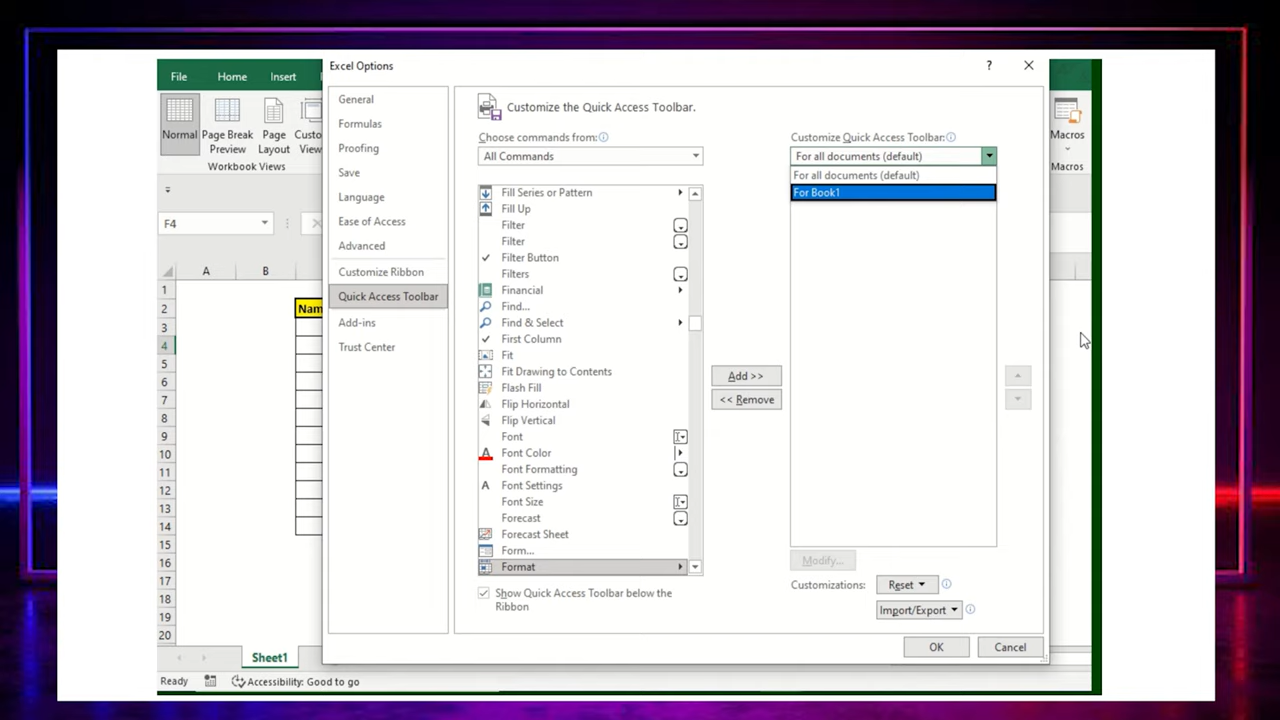 Excel Options
?
File
Home
Insert
Normal
Page Break
Preview
Page
Layout
Custo
View
Workbook Views
Macros
Macros
F4
A
B
1
2
3
4
5
6
7
8
9
10
11
12
13
14
15
16
17
18
19
20
Nam
General
Formulas
Proofing
Save
Language
Ease of Access
Advanced
Customize Ribbon
Quick Access Toolbar
Add-ins
Trust Center
Customize the Quick Access Toolbar.
Choose commands from:
All Commands
Fill Series or Pattern
Fill Up
Filter
Filter
Filter Button
Filters
Financial
Find...
Find & Select
First Column
Fit
Fit Drawing to Contents
Flash Fill
Flip Horizontal
Flip Vertical
Font
Font Color
Font Formatting
Font Settings
Font Size
Forecast
Forecast Sheet
Form...
Format
Show Quick Access Toolbar below the
Ribbon
Add >>
<< Remove
Customize Quick Access Toolbar:
For all documents (default)
For all documents (default)
For Book1
Modify...
Customizations:
Reset
Import/Export
OK
Cancel
Sheet1
Ready
Accessibility: Good to go